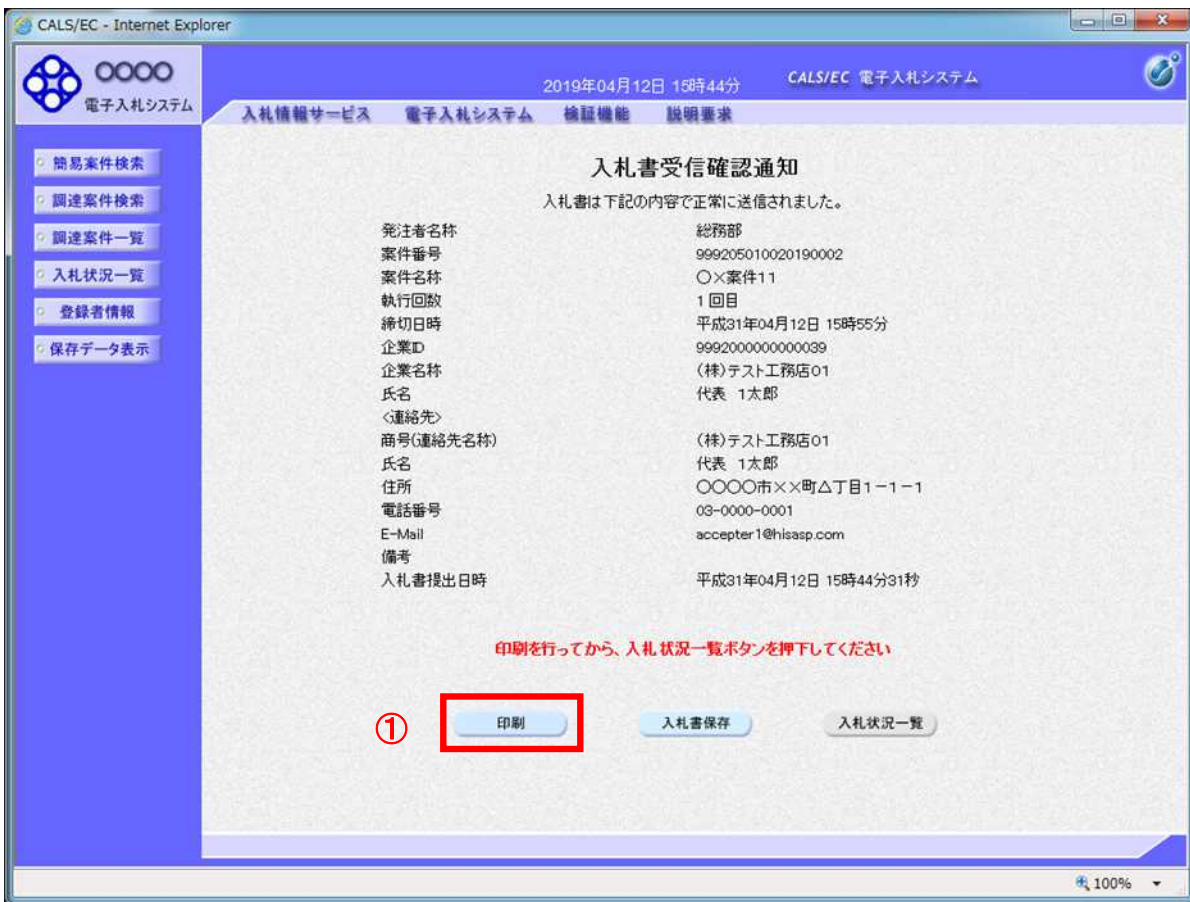 CALS/EC - Internet Explorer
○○○○
電子入札システム
2019年04月12日 15時44分
CALS/EC 電子入札システム
入札情報サービス 電子入札システム 検証機能 説明要求
簡易案件検索
調達案件検索
調達案件一覧
入札状況一覧
登録者情報
保存データ表示
入札書受信確認通知
入札書は下記の内容で正常に送信されました。
発注者名称 総務部
案件番号 999205010020190002
案件名称 〇×案件11
執行回数 1回目
締切日時 平成31年04月12日 15時55分
企業ID 9992000000000039
企業名称 (株)テスト工務店01
氏名 代表 1太郎
<連絡先>
商号(連絡先名称) (株)テスト工務店01
氏名 代表 1太郎
住所 〇〇〇〇市××町△丁目1-1-1
電話番号 03-0000-0001
E-Mail accepter1@hisasp.com
備考
入札書提出日時 平成31年04月12日 15時44分31秒
印刷を行ってから、入札状況一覧ボタンを押下してください
① 印刷 入札書保存 入札状況一覧
100%